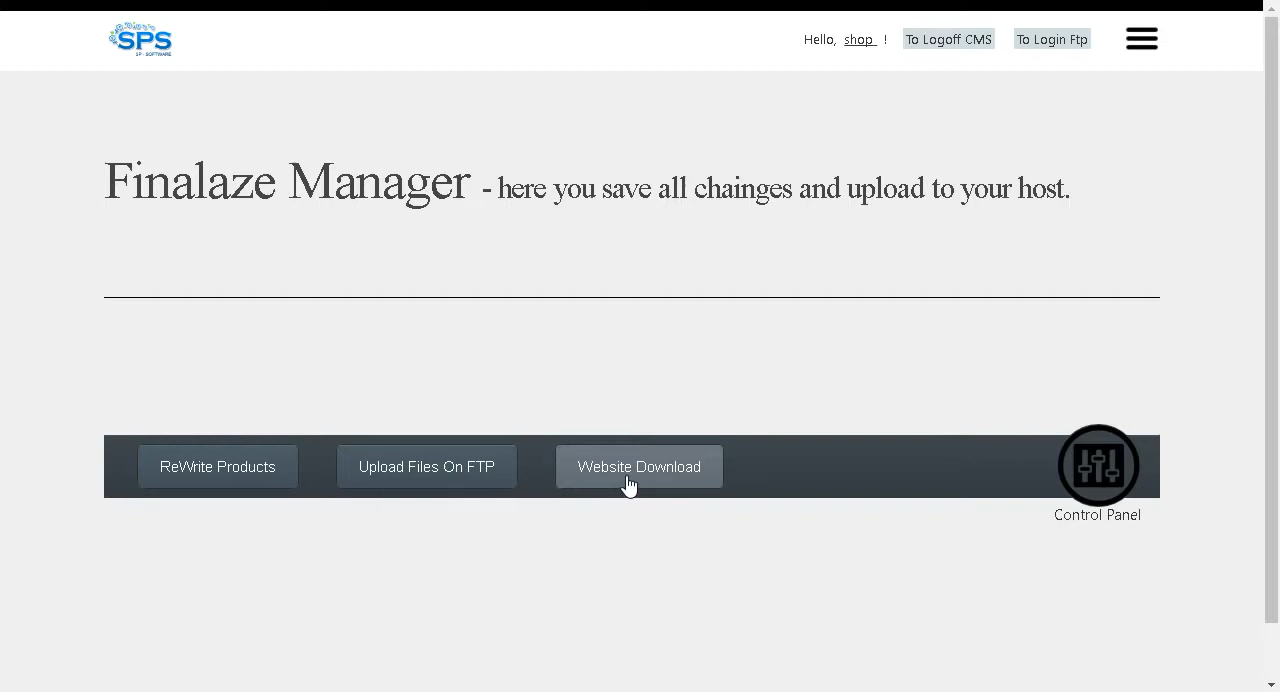 SPS
SP - SOFTWARE
Hello, shop ! To Logoff CMS To Login Ftp
Finalaze Manager - here you save all chainges and upload to your host.
ReWrite Products Upload Files On FTP Website Download
Control Panel